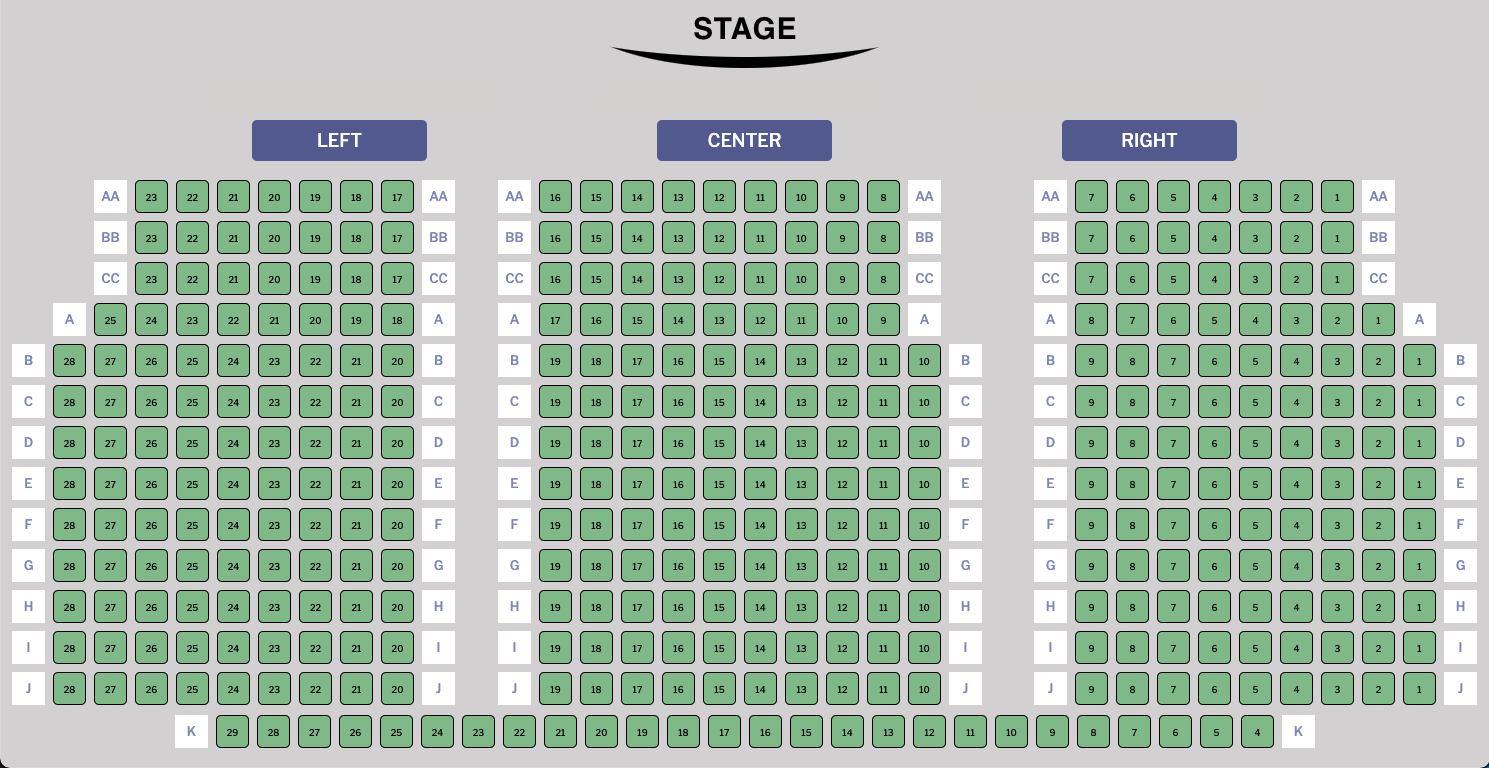 STAGE
LEFT CENTER RIGHT
AA 23 22 21 20 19 18 17 AA AA 16 15 14 13 12 11 10 9 8 AA AA 7 6 5 4 3 2 1 AA
BB 23 22 21 20 19 18 17 BB BB 16 15 14 13 12 11 10 9 8 BB BB 7 6 5 4 3 2 1 BB
CC 23 22 21 20 19 18 17 CC CC 16 15 14 13 12 11 10 9 8 CC CC 7 6 5 4 3 2 1 CC
A 25 24 23 22 21 20 19 18 A A 17 16 15 14 13 12 11 10 9 A A 8 7 6 5 4 3 2 1 A
B 28 27 26 25 24 23 22 21 20 B B 19 18 17 16 15 14 13 12 11 10 B B 9 8 7 6 5 4 3 2 1 B
C 28 27 26 25 24 23 22 21 20 C C 19 18 17 16 15 14 13 12 11 10 C C 9 8 7 6 5 4 3 2 1 C
D 28 27 26 25 24 23 22 21 20 D D 19 18 17 16 15 14 13 12 11 10 D D 9 8 7 6 5 4 3 2 1 D
E 28 27 26 25 24 23 22 21 20 E E 19 18 17 16 15 14 13 12 11 10 E E 9 8 7 6 5 4 3 2 1 E
F 28 27 26 25 24 23 22 21 20 F F 19 18 17 16 15 14 13 12 11 10 F F 9 8 7 6 5 4 3 2 1 F
G 28 27 26 25 24 23 22 21 20 G G 19 18 17 16 15 14 13 12 11 10 G G 9 8 7 6 5 4 3 2 1 G
H 28 27 26 25 24 23 22 21 20 H H 19 18 17 16 15 14 13 12 11 10 H H 9 8 7 6 5 4 3 2 1 H
I 28 27 26 25 24 23 22 21 20 I I 19 18 17 16 15 14 13 12 11 10 I I 9 8 7 6 5 4 3 2 1 I
J 28 27 26 25 24 23 22 21 20 J J 19 18 17 16 15 14 13 12 11 10 J J 9 8 7 6 5 4 3 2 1 J
K 29 28 27 26 25 24 23 22 21 20 19 18 17 16 15 14 13 12 11 10 9 8 7 6 5 4 K